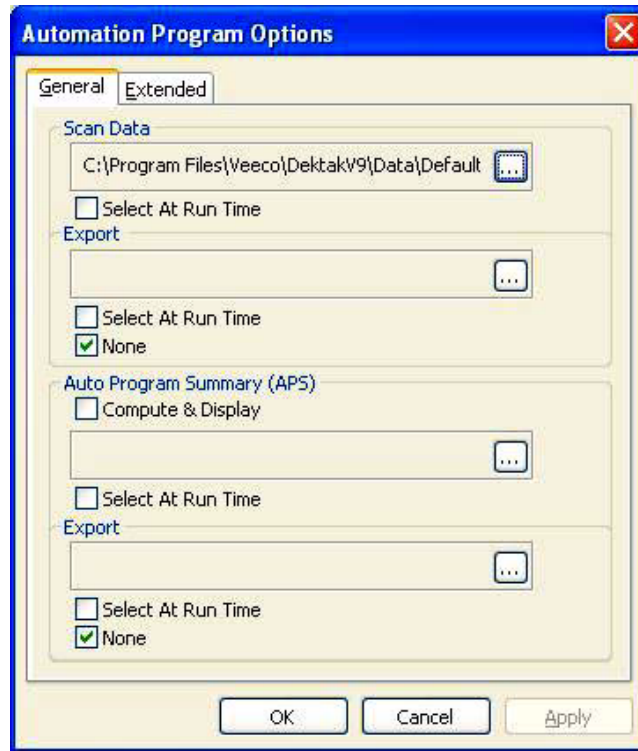 Automation Program Options
General Extended
Scan Data
C:\Program Files\Veeco\DektakV9\Data\Default ...
Select At Run Time
Export
...
Select At Run Time
None
Auto Program Summary (APS)
Compute & Display
...
Select At Run Time
Export
...
Select At Run Time
None
OK Cancel Apply